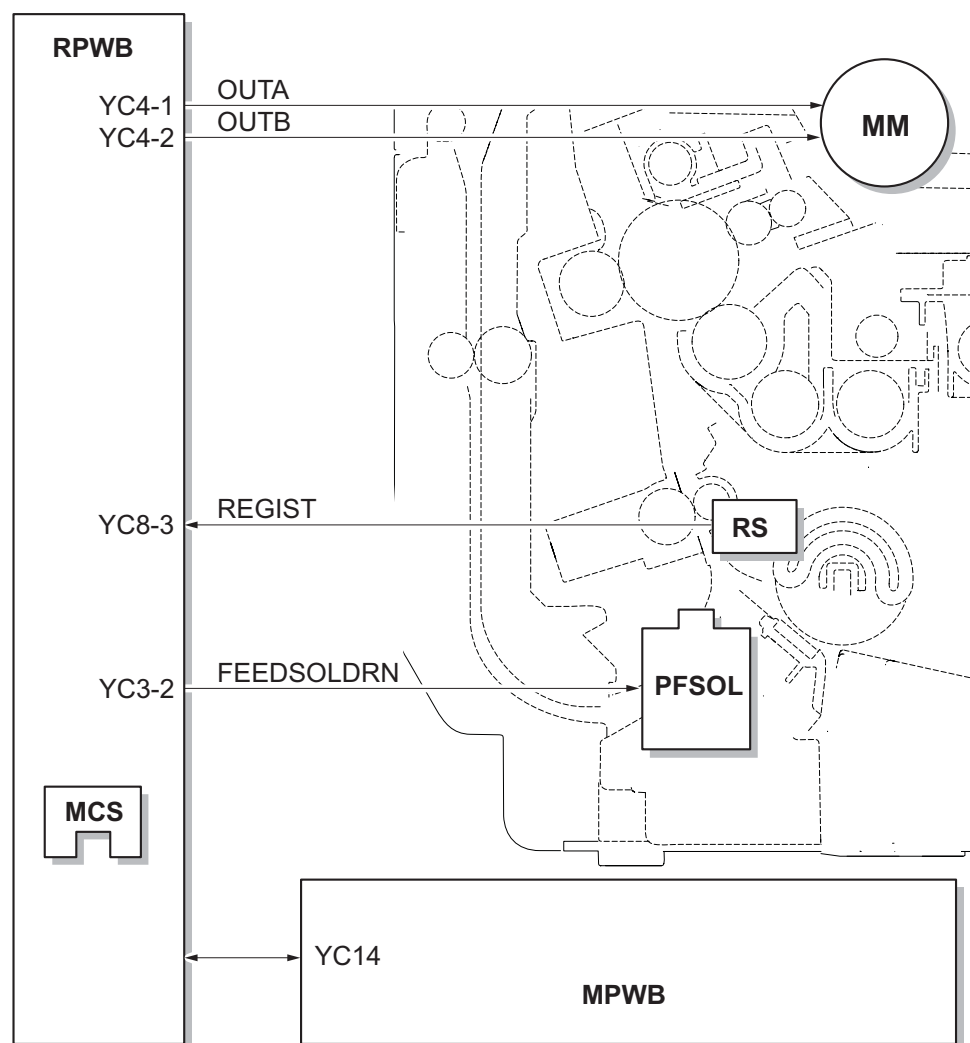 RPWB
YC4-1 OUTA
YC4-2 OUTB
MM
YC8-3 REGIST
RS
YC3-2 FEEDSOLDRN
PFSOL
MCS
YC14
MPWB